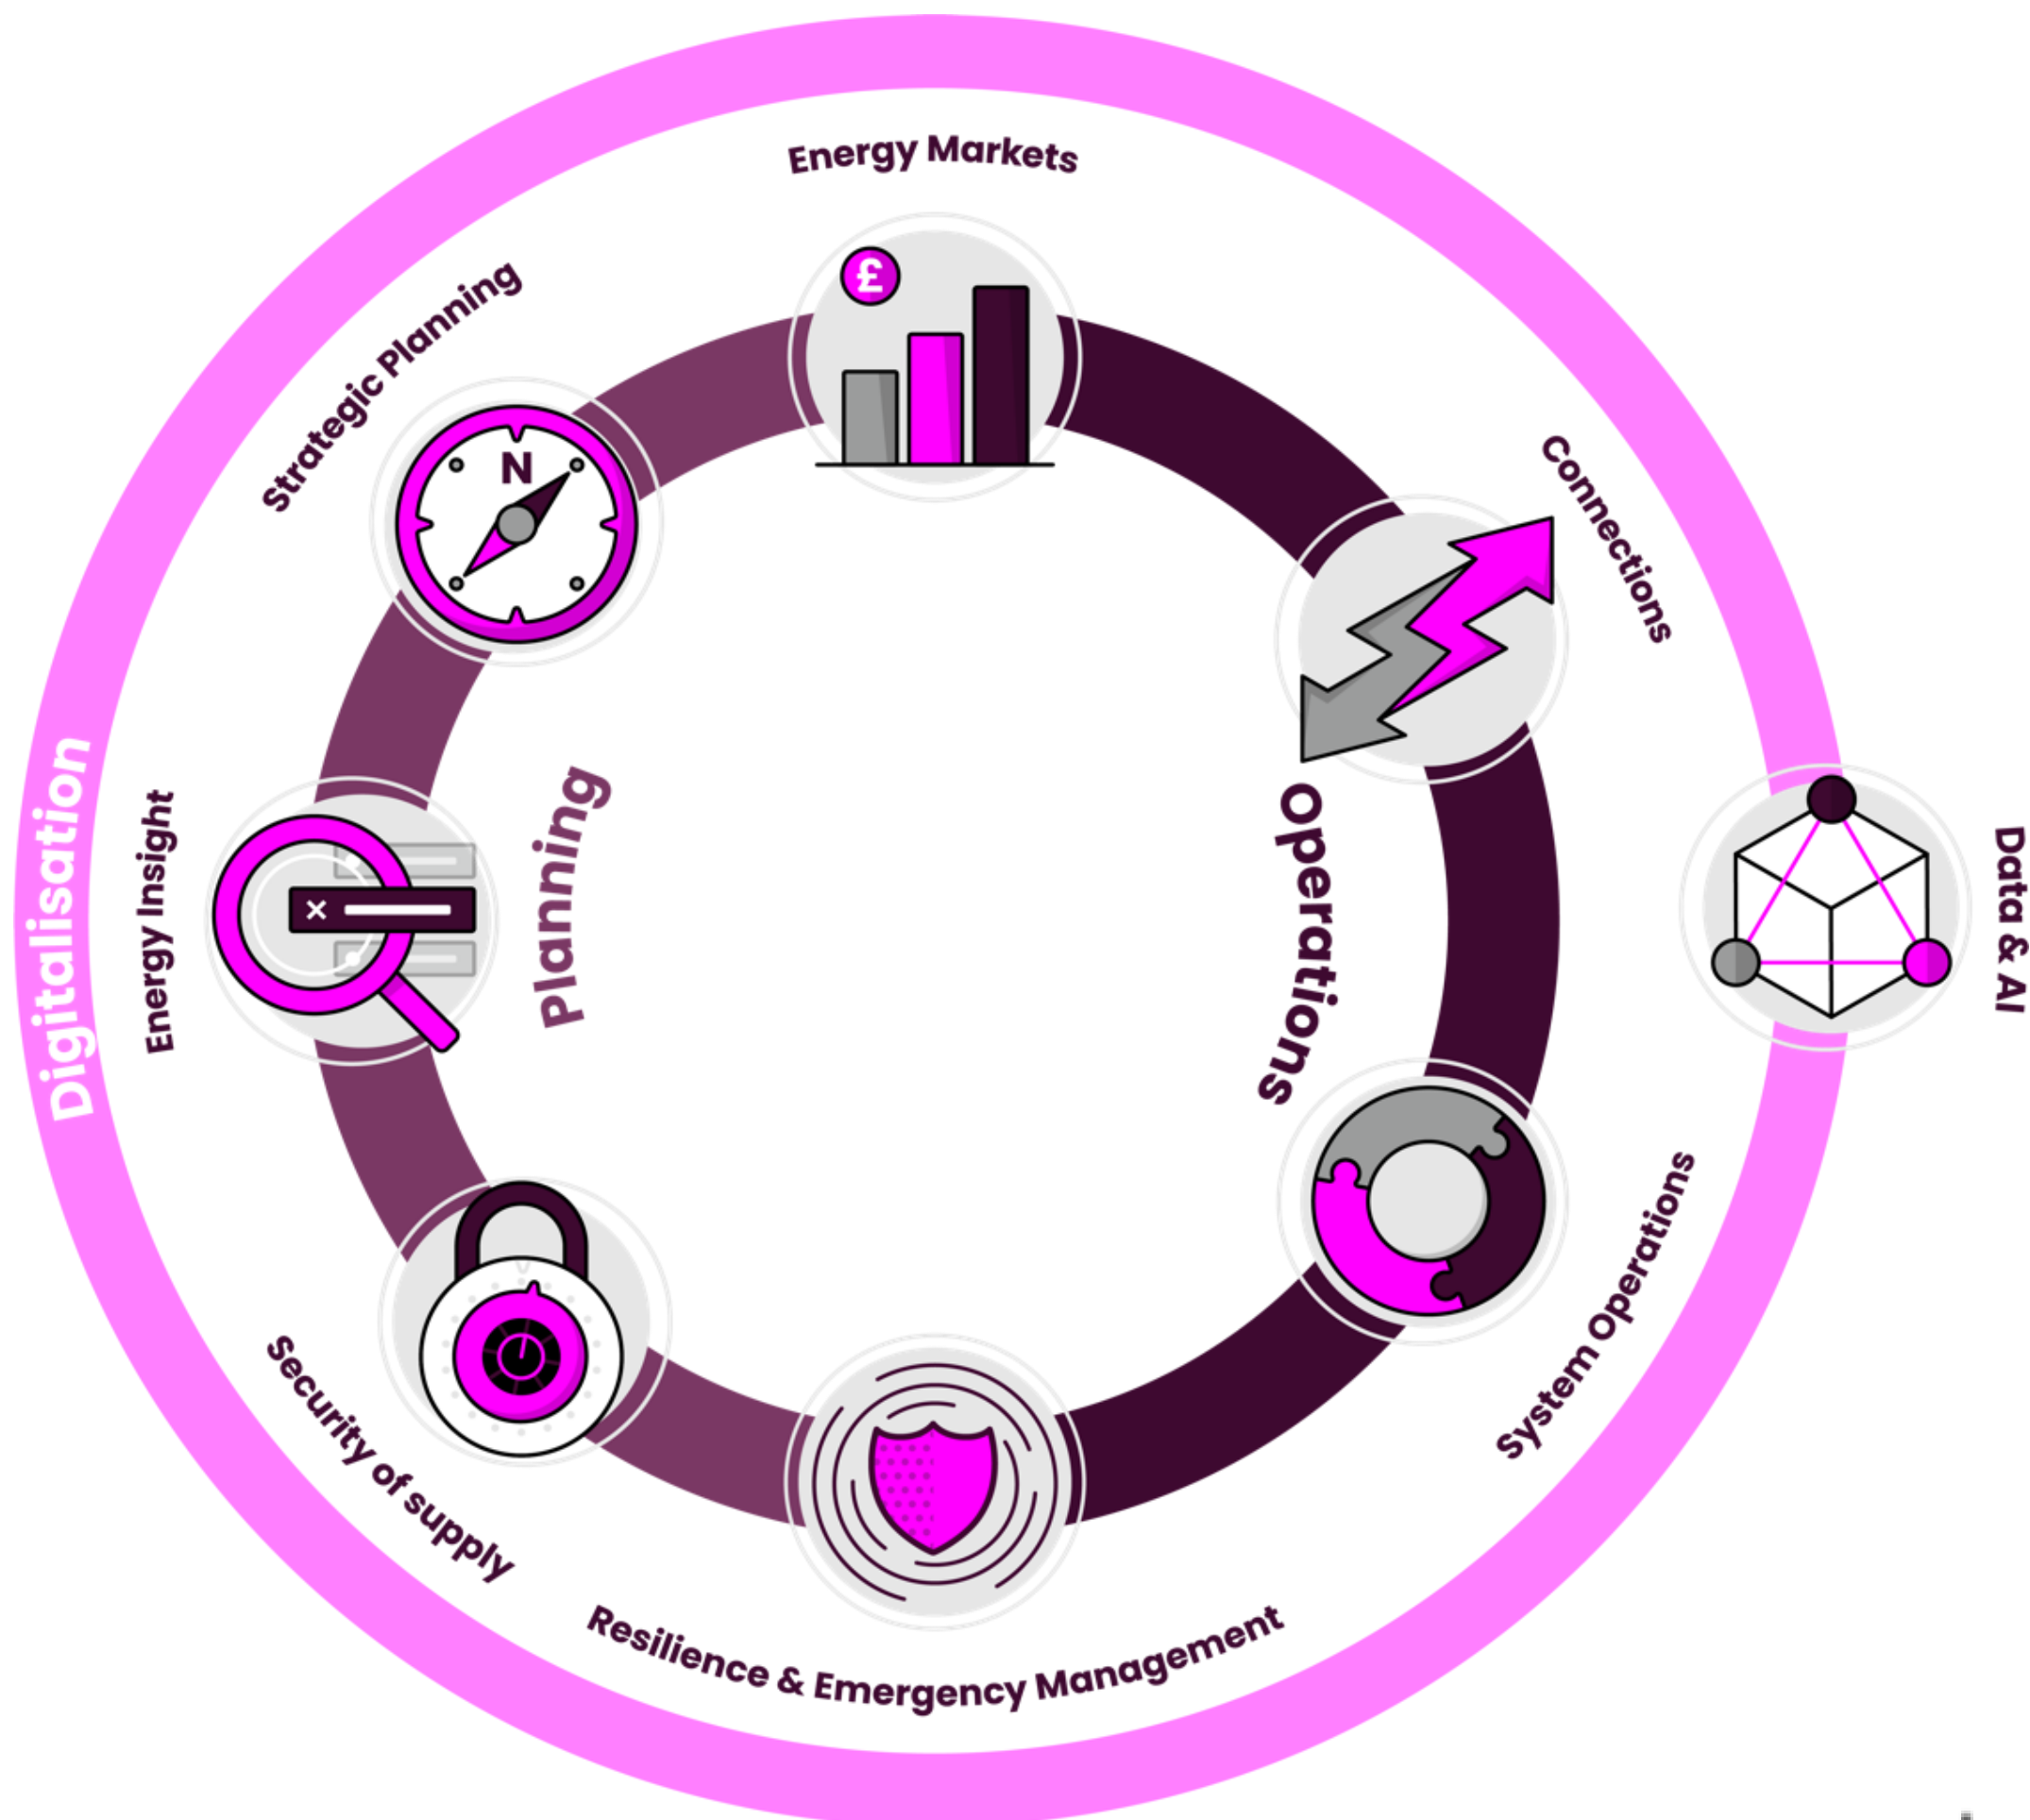 Energy Markets
Strategic Planning
Connections
£
N
Digitalisation
Energy Insight
Planning
Operations
Data & AI
System Operations
Security of supply
Resilience & Emergency Management